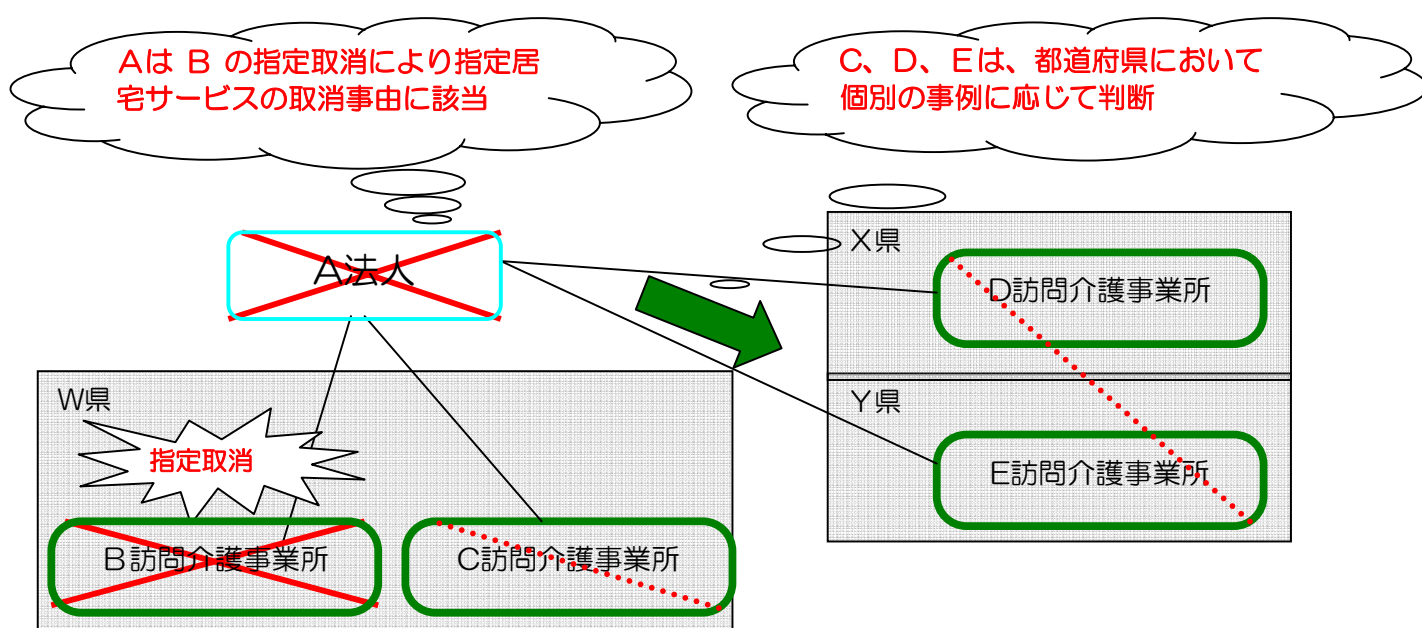 Aは B の指定取消により指定居
宅サービスの取消事由に該当
C、D、Eは、都道府県において
個別の事例に応じて判断
A法人
X県
D訪問介護事業所
W県
Y県
指定取消
E訪問介護事業所
B訪問介護事業所
C訪問介護事業所